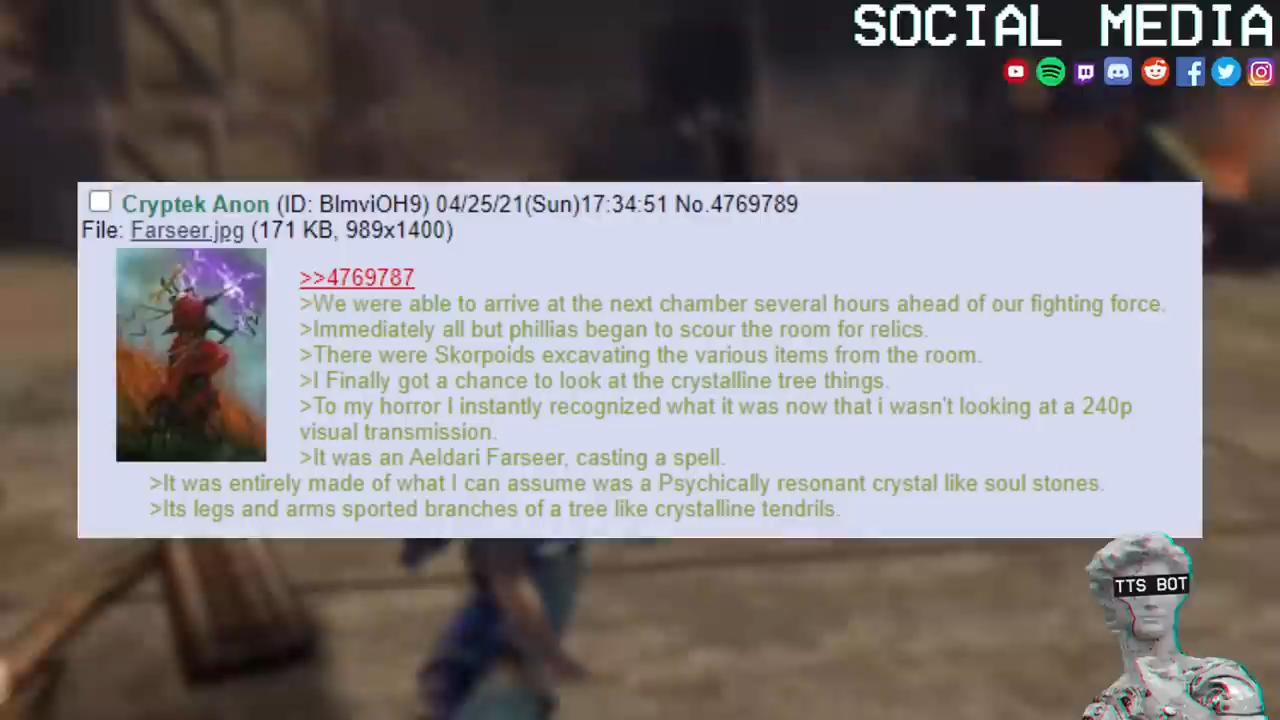 SOCIAL MEDIA
Cryptek Anon (ID: BImviOH9) 04/25/21(Sun)17:34:51 No.4769789
File: Farseer.jpg (171 KB, 989x1400)
>>4769787
>We were able to arrive at the next chamber several hours ahead of our fighting force.
>Immediately all but phillias began to scour the room for relics.
>There were Skorpoids excavating the various items from the room.
>I Finally got a chance to look at the crystalline tree things.
>To my horror I instantly recognized what it was now that i wasn't looking at a 240p
visual transmission.
>It was an Aeldari Farseer, casting a spell.
>It was entirely made of what I can assume was a Psychically resonant crystal like soul stones.
>Its legs and arms sported branches of a tree like crystalline tendrils.
TTS BOT